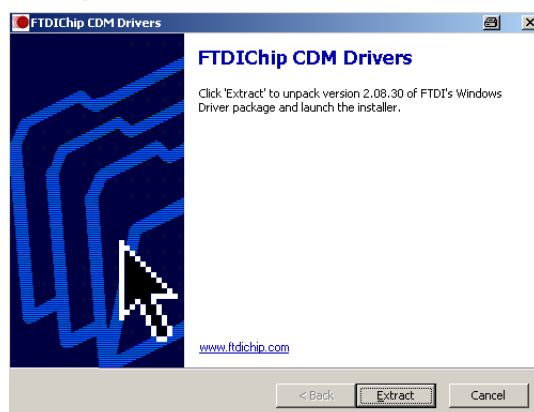 FTDIChip CDM Drivers
FTDIChip CDM Drivers
Click 'Extract' to unpack version 2.08.30 of FTDI's Windows
Driver package and launch the installer.
www.ftdichip.com
< Back Extract Cancel